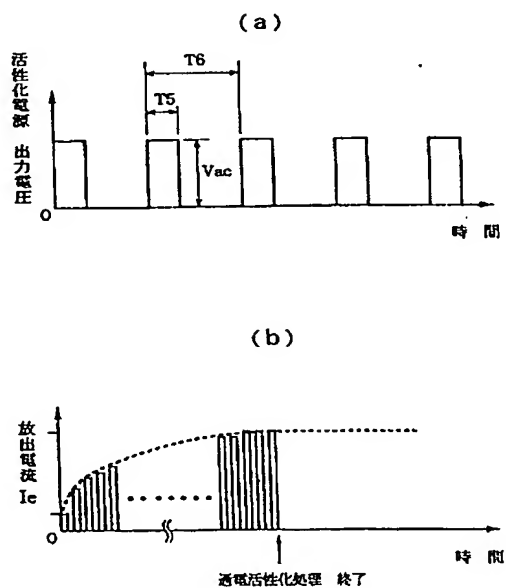 (a)
活性化電源 出力電圧
T6
T5
Vac
0
時 間
(b)
放出電流 Ie
0
時 間
通電活性化処理 終了